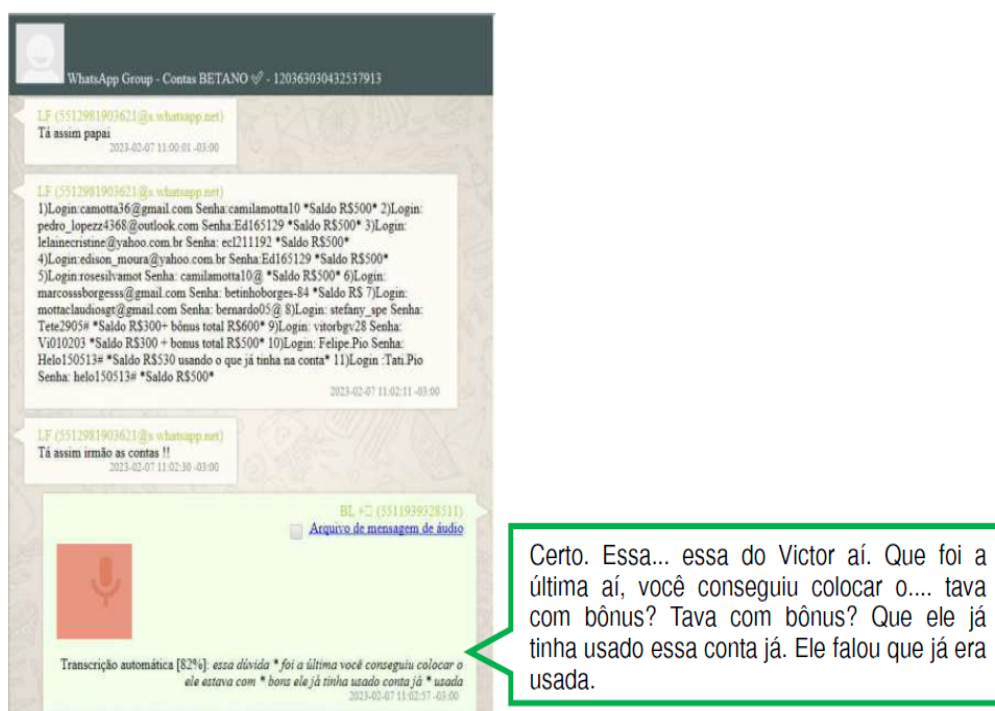 WhatsApp Group - Contas BETANO ✅ - 120363030432537913
LF (5512981903621@s.whatsapp.net)
Tá assim papai
2023-02-07 11:00:01 -03:00
LF (5512981903621@s.whatsapp.net)
1)Login:camotta36@gmail.com Senha:camilamotta10 *Saldo R$500* 2)Login:
pedro_lopezz4368@outlook.com Senha:Ed165129 *Saldo R$500* 3)Login:
lelainecristine@yahoo.com.br Senha: ecl211192 *Saldo R$500*
4)Login:edison_moura@yahoo.com.br Senha:Ed165129 *Saldo R$500*
5)Login:rosesilvamot Senha: camilamotta10@ *Saldo R$500* 6)Login:
marcosssborgesss@gmail.com Senha: betinhoborges-84 *Saldo R$ 7)Login:
mottaclaudiosgt@gmail.com Senha: bernardo05@ 8)Login: stefany_spe Senha:
Tete2905# *Saldo R$300+ bônus total R$600* 9)Login: vitorbgv28 Senha:
Vi010203 *Saldo R$300 + bonus total R$500* 10)Login: Felipe.Pio Senha:
Helo150513# *Saldo R$530 usando o que já tinha na conta* 11)Login :Tati.Pio
Senha: helo150513# *Saldo R$500*
2023-02-07 11:02:11 -03:00
LF (5512981903621@s.whatsapp.net)
Tá assim irmão as contas !!
2023-02-07 11:02:30 -03:00
BL (5511939328511)
Arquivo de mensagem de áudio
Transcrição automática [82%]: essa dúvida * foi a última você conseguiu colocar o
ele estava com * bons ele já tinha usado conta já * usada
2023-02-07 11:02:57 -03:00
Certo. Essa... essa do Victor aí. Que foi a
última aí, você conseguiu colocar o.... tava
com bônus? Tava com bônus? Que ele já
tinha usado essa conta já. Ele falou que já era
usada.